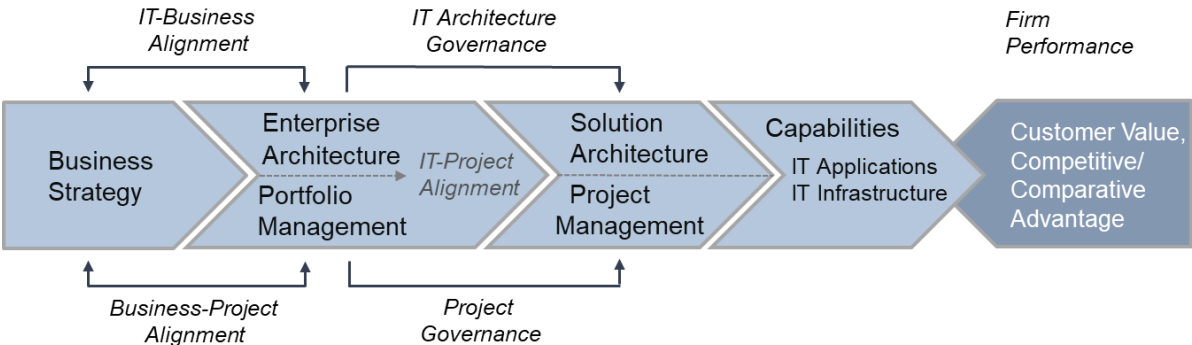 IT-Business
Alignment
IT Architecture
Governance
Firm
Performance
Business
Strategy
Enterprise
Architecture
Portfolio
Management
IT-Project
Alignment
Solution
Architecture
Project
Management
Capabilities
IT Applications
IT Infrastructure
Customer Value,
Competitive/
Comparative
Advantage
Business-Project
Alignment
Project
Governance